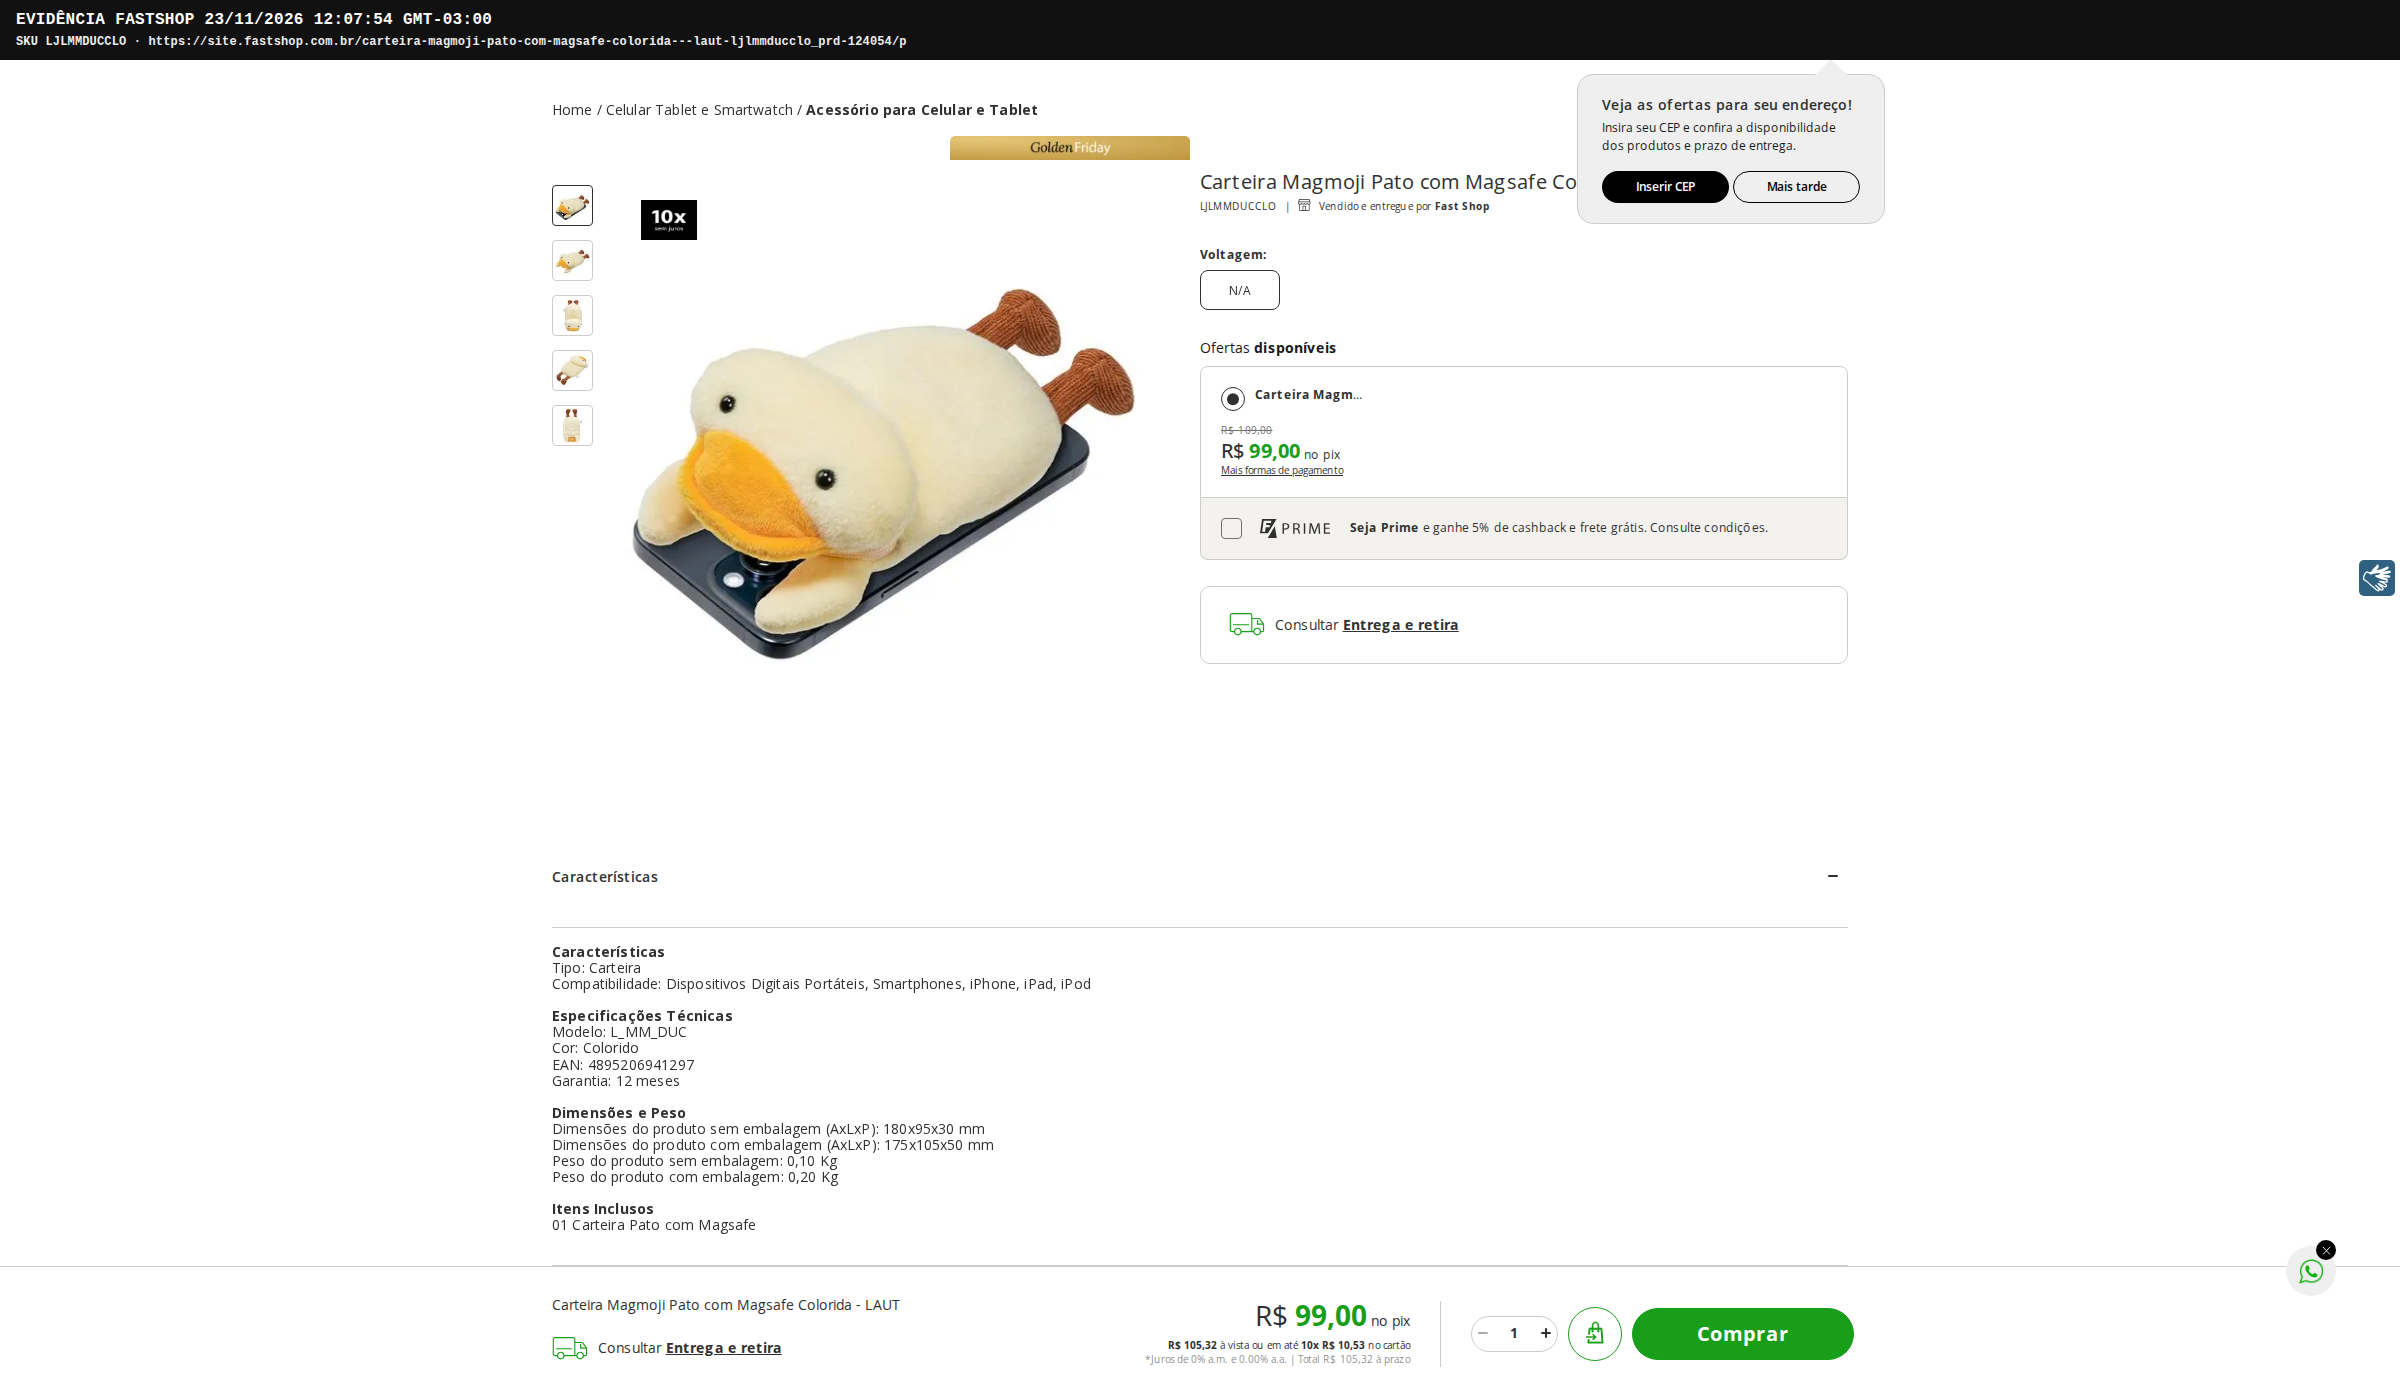 EVIDÊNCIA FASTSHOP 23/11/2026 12:07:54 GMT-03:00
SKU LJLMMDUCCLO · https://site.fastshop.com.br/carteira-magmoji-pato-com-magsafe-colorida---laut-ljlmmducclo_prd-124054/p
Veja as ofertas para seu endereço!
Insira seu CEP e confira a disponibilidade
dos produtos e prazo de entrega.
Inserir CEP
Mais tarde
Home / Celular Tablet e Smartwatch / Acessório para Celular e Tablet
Golden Friday
10x
sem juros
Carteira Magmoji Pato com Magsafe Co
LJLMMDUCCLO | Vendido e entregue por Fast Shop
Voltagem:
N/A
Ofertas disponíveis
Carteira Magm...
R$ 109,00
R$ 99,00 no pix
Mais formas de pagamento
PRIME Seja Prime e ganhe 5% de cashback e frete grátis. Consulte condições.
Consultar Entrega e retira
Características
Características
Tipo: Carteira
Compatibilidade: Dispositivos Digitais Portáteis, Smartphones, iPhone, iPad, iPod
Especificações Técnicas
Modelo: L_MM_DUC
Cor: Colorido
EAN: 4895206941297
Garantia: 12 meses
Dimensões e Peso
Dimensões do produto sem embalagem (AxLxP): 180x95x30 mm
Dimensões do produto com embalagem (AxLxP): 175x105x50 mm
Peso do produto sem embalagem: 0,10 Kg
Peso do produto com embalagem: 0,20 Kg
Itens Inclusos
01 Carteira Pato com Magsafe
Carteira Magmoji Pato com Magsafe Colorida - LAUT
Consultar Entrega e retira
R$ 99,00 no pix
R$ 105,32 à vista ou em até 10x R$ 10,53 no cartão
*Juros de 0% a.m. e 0.00% a.a. | Total R$ 105,32 à prazo
1
Comprar